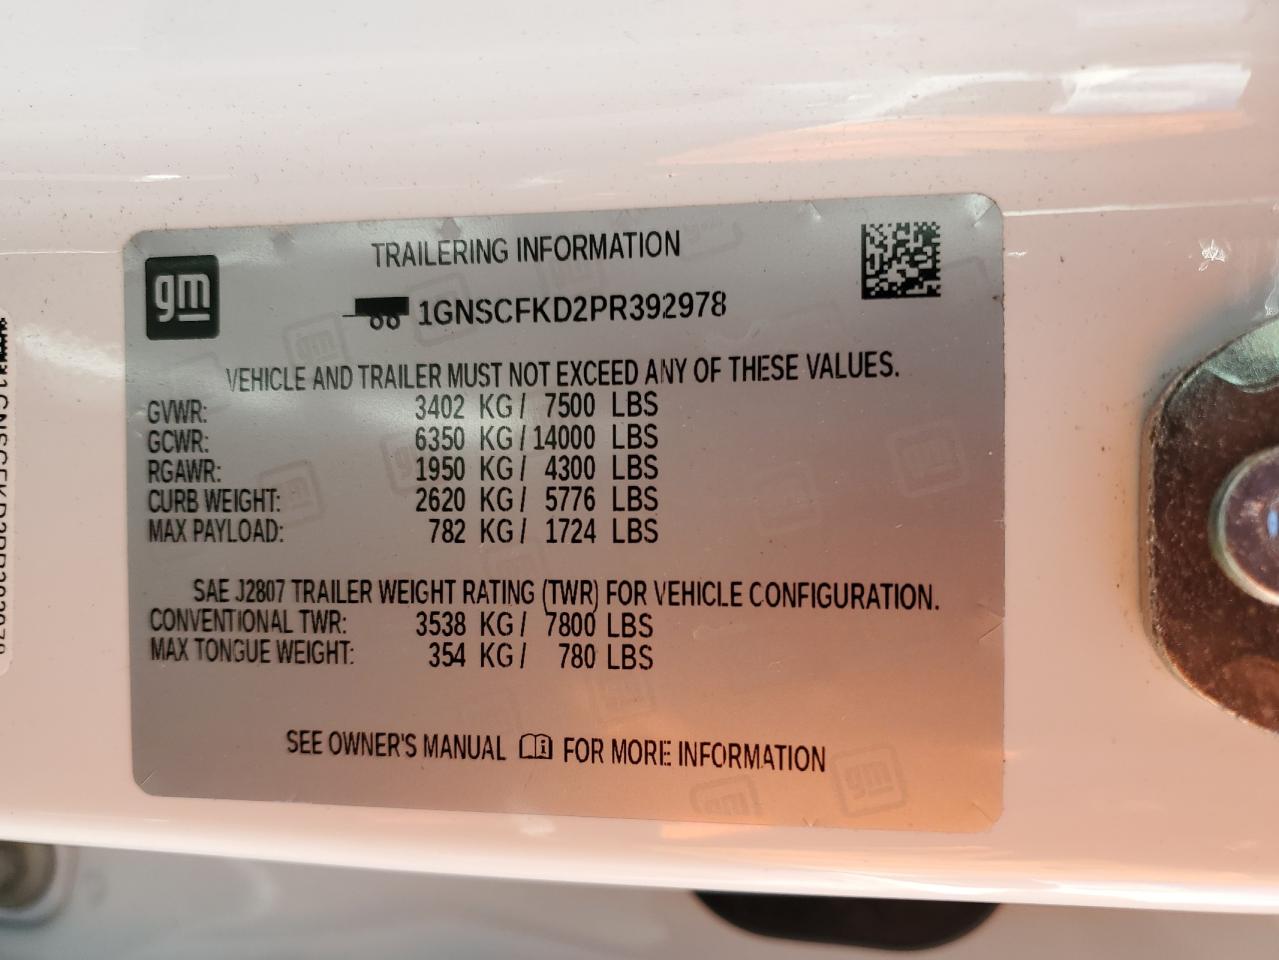 gm
TRAILERING INFORMATION
1GNSCFKD2PR392978
VEHICLE AND TRAILER MUST NOT EXCEED ANY OF THESE VALUES.
GVWR: 3402 KG/ 7500 LBS
GCWR: 6350 KG/14000 LBS
RGAWR: 1950 KG/ 4300 LBS
CURB WEIGHT: 2620 KG/ 5776 LBS
MAX PAYLOAD: 782 KG/ 1724 LBS
SAE J2807 TRAILER WEIGHT RATING (TWR) FOR VEHICLE CONFIGURATION.
CONVENTIONAL TWR: 3538 KG/ 7800 LBS
MAX TONGUE WEIGHT: 354 KG/ 780 LBS
SEE OWNER'S MANUAL FOR MORE INFORMATION